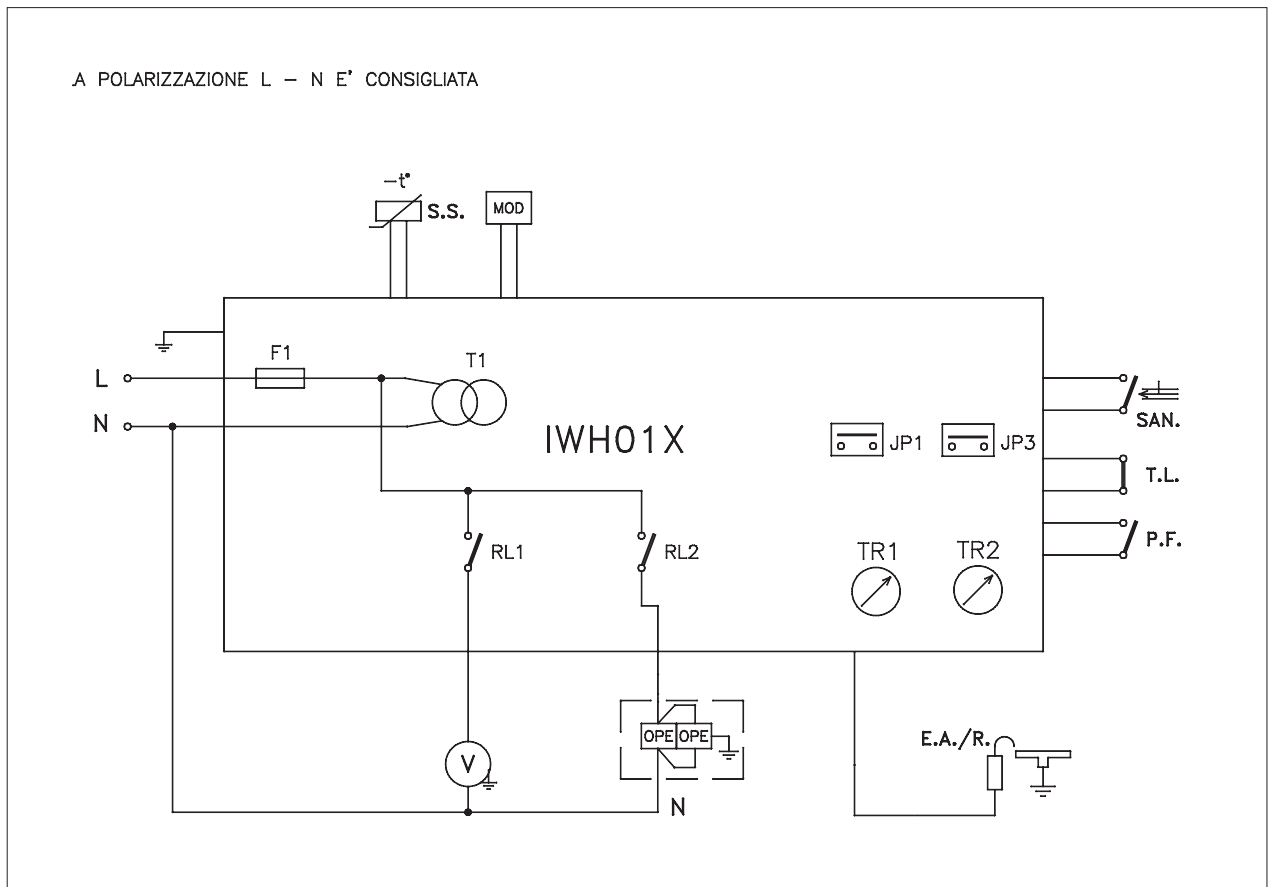 A POLARIZZAZIONE L - N E' CONSIGLIATA
-t°
S.S.
MOD
F1
T1
L
N
IWH01X
JP1
JP3
SAN.
T.L.
P.F.
RL1
RL2
TR1
TR2
OPE OPE
E.A./R.
V
N